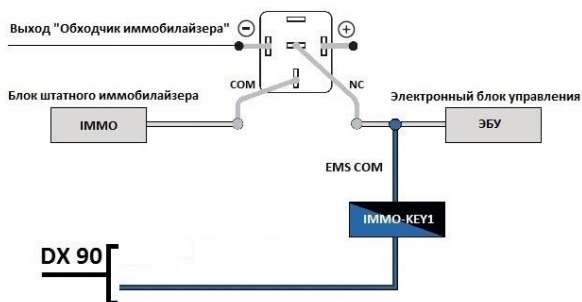 Выход "Обходчик иммобилайзера"
− +
COM
NC
Блок штатного иммобилайзера
Электронный блок управления
IMMO
ЭБУ
EMS COM
IMMO-KEY1
DX 90